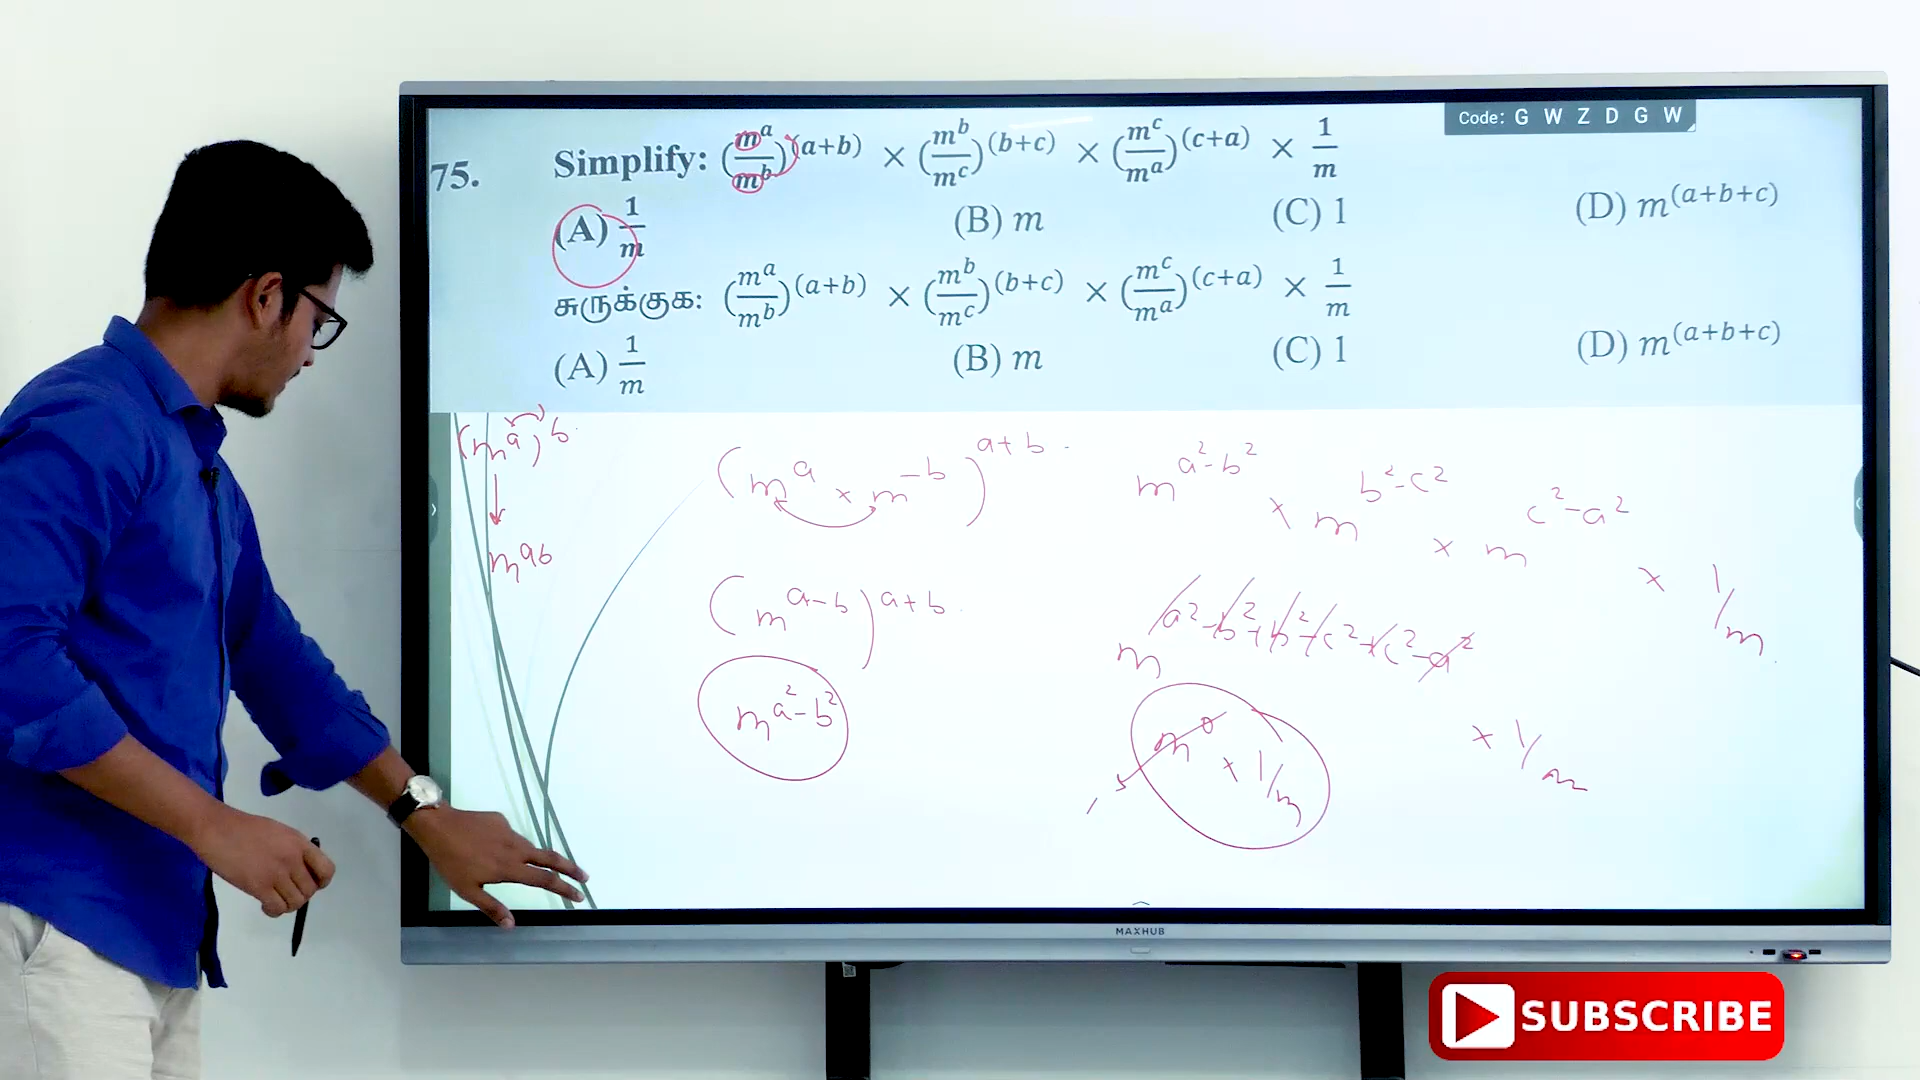 Code: G W Z D G W
75. Simplify: (m^a/m^b)^(a+b) × (m^b/m^c)^(b+c) × (m^c/m^a)^(c+a) × 1/m
(A) 1/m (B) m (C) 1 (D) m^(a+b+c)
சுருக்குக: (m^a/m^b)^(a+b) × (m^b/m^c)^(b+c) × (m^c/m^a)^(c+a) × 1/m
(A) 1/m (B) m (C) 1 (D) m^(a+b+c)
(m^a)^b
m^ab
(m^a × m^-b)^a+b
(m^a-b)^a+b
m^a²-b²
m^a²-b² × m^b²-c² × m^c²-a² × 1/m
m^a²-b²+b²-c²+c²-a² × 1/m
m^0 × 1/m
1
MAXHUB
SUBSCRIBE